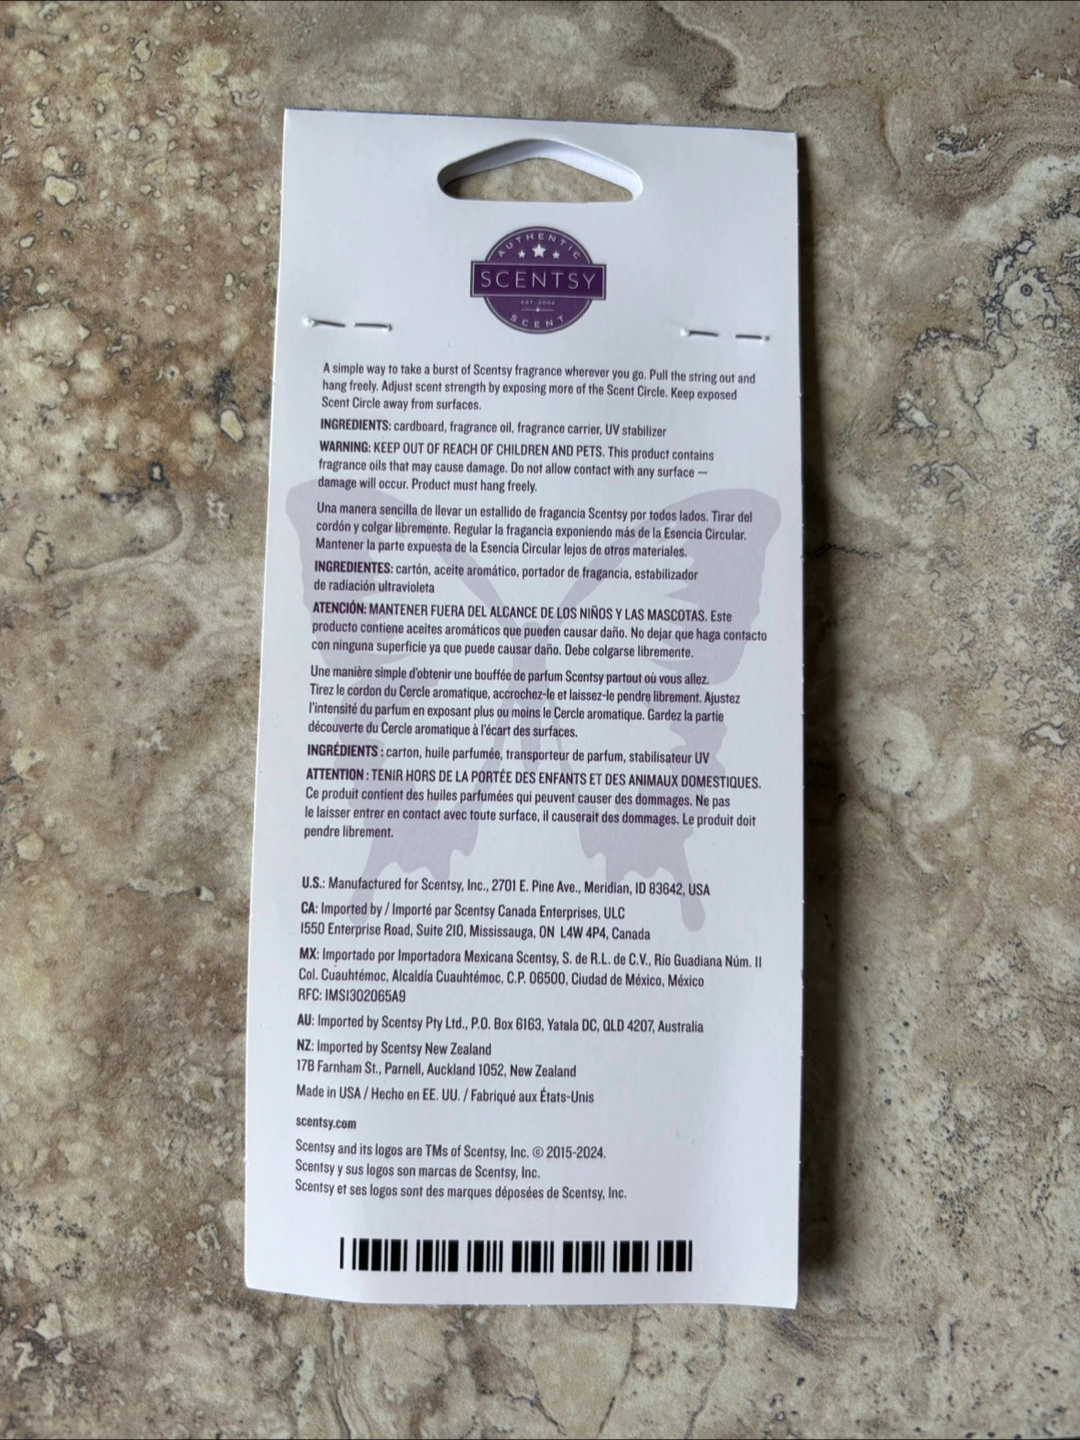 AUTHENTIC
SCENTSY
EST. 2004
SCENT
A simple way to take a burst of Scentsy fragrance wherever you go. Pull the string out and
hang freely. Adjust scent strength by exposing more of the Scent Circle. Keep exposed
Scent Circle away from surfaces.
INGREDIENTS: cardboard, fragrance oil, fragrance carrier, UV stabilizer
WARNING: KEEP OUT OF REACH OF CHILDREN AND PETS. This product contains
fragrance oils that may cause damage. Do not allow contact with any surface —
damage will occur. Product must hang freely.
Una manera sencilla de llevar un estallido de fragancia Scentsy por todos lados. Tirar del
cordón y colgar libremente. Regular la fragancia exponiendo más de la Esencia Circular.
Mantener la parte expuesta de la Esencia Circular lejos de otros materiales.
INGREDIENTES: cartón, aceite aromático, portador de fragancia, estabilizador
de radiación ultravioleta
ATENCIÓN: MANTENER FUERA DEL ALCANCE DE LOS NIÑOS Y LAS MASCOTAS. Este
producto contiene aceites aromáticos que pueden causar daño. No dejar que haga contacto
con ninguna superficie ya que puede causar daño. Debe colgarse libremente.
Une manière simple d'obtenir une bouffée de parfum Scentsy partout où vous allez.
Tirez le cordon du Cercle aromatique, accrochez-le et laissez-le pendre librement. Ajustez
l'intensité du parfum en exposant plus ou moins le Cercle aromatique. Gardez la partie
découverte du Cercle aromatique à l'écart des surfaces.
INGRÉDIENTS : carton, huile parfumée, transporteur de parfum, stabilisateur UV
ATTENTION : TENIR HORS DE LA PORTÉE DES ENFANTS ET DES ANIMAUX DOMESTIQUES.
Ce produit contient des huiles parfumées qui peuvent causer des dommages. Ne pas
le laisser entrer en contact avec toute surface, il causerait des dommages. Le produit doit
pendre librement.
U.S.: Manufactured for Scentsy, Inc., 2701 E. Pine Ave., Meridian, ID 83642, USA
CA: Imported by / Importé par Scentsy Canada Enterprises, ULC
1550 Enterprise Road, Suite 210, Mississauga, ON L4W 4P4, Canada
MX: Importado por Importadora Mexicana Scentsy, S. de R.L. de C.V., Río Guadiana Núm. 11
Col. Cuauhtémoc, Alcaldía Cuauhtémoc, C.P. 06500, Ciudad de México, México
RFC: IMS1302065A9
AU: Imported by Scentsy Pty Ltd., P.O. Box 6163, Yatala DC, QLD 4207, Australia
NZ: Imported by Scentsy New Zealand
17B Farnham St., Parnell, Auckland 1052, New Zealand
Made in USA / Hecho en EE. UU. / Fabriqué aux États-Unis
scentsy.com
Scentsy and its logos are TMs of Scentsy, Inc. © 2015-2024.
Scentsy y sus logos son marcas de Scentsy, Inc.
Scentsy et ses logos sont des marques déposées de Scentsy, Inc.